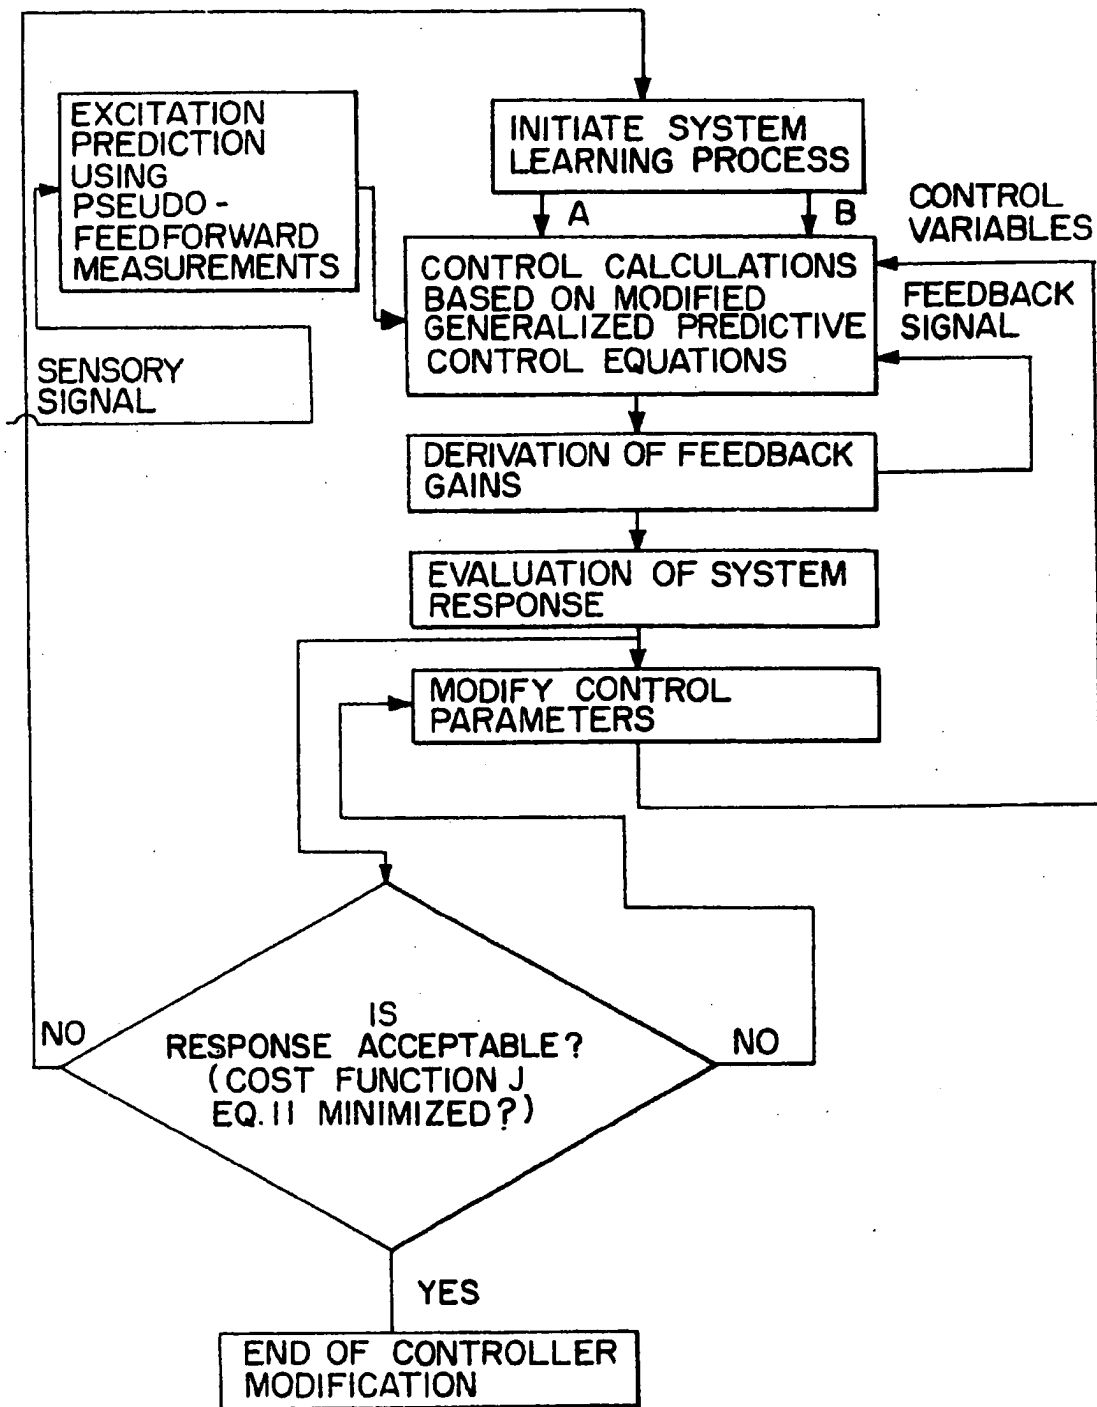 EXCITATION
PREDICTION
USING
PSEUDO-
FEEDFORWARD
MEASUREMENTS
INITIATE SYSTEM
LEARNING PROCESS
A
B
CONTROL
VARIABLES
CONTROL CALCULATIONS
BASED ON MODIFIED
GENERALIZED PREDICTIVE
CONTROL EQUATIONS
FEEDBACK
SIGNAL
SENSORY
SIGNAL
DERIVATION OF FEEDBACK
GAINS
EVALUATION OF SYSTEM
RESPONSE
MODIFY CONTROL
PARAMETERS
NO
IS
RESPONSE ACCEPTABLE?
(COST FUNCTION J
EQ.11 MINIMIZED?)
NO
YES
END OF CONTROLLER
MODIFICATION